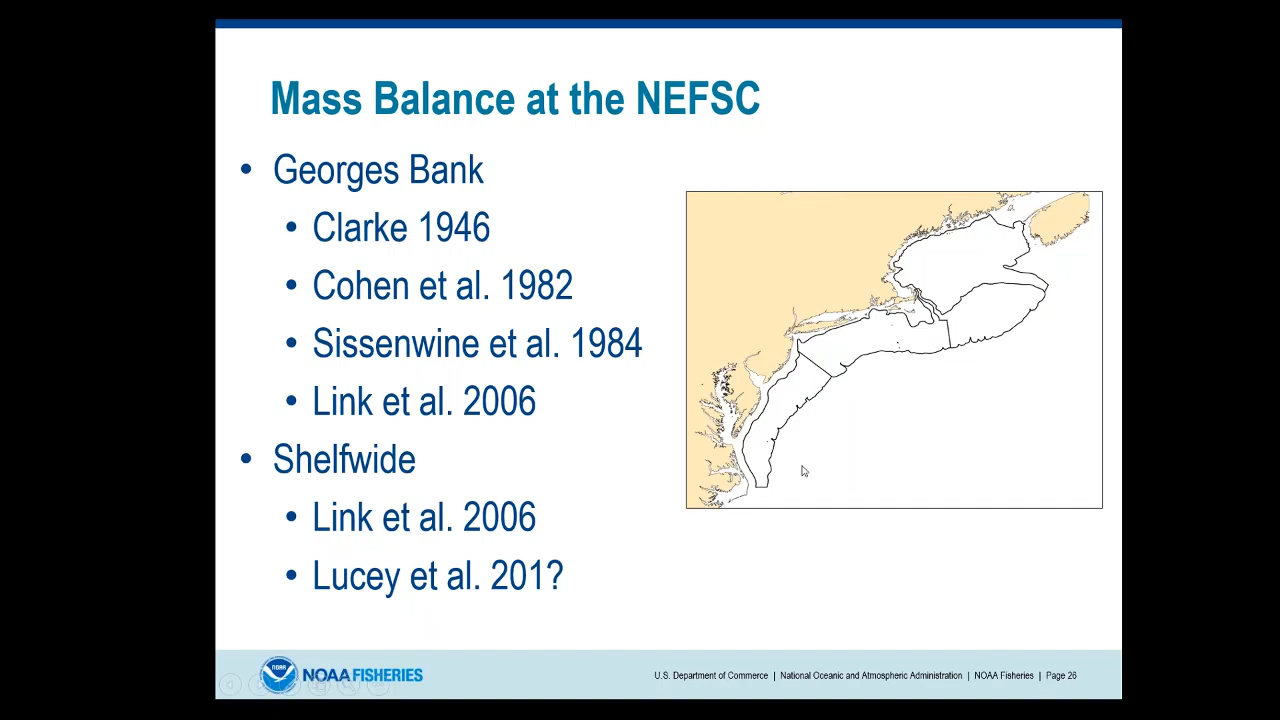 Mass Balance at the NEFSC
• Georges Bank
• Clarke 1946
• Cohen et al. 1982
• Sissenwine et al. 1984
• Link et al. 2006
• Shelfwide
• Link et al. 2006
• Lucey et al. 201?
NOAA
NOAA FISHERIES
U.S. Department of Commerce | National Oceanic and Atmospheric Administration | NOAA Fisheries | Page 26